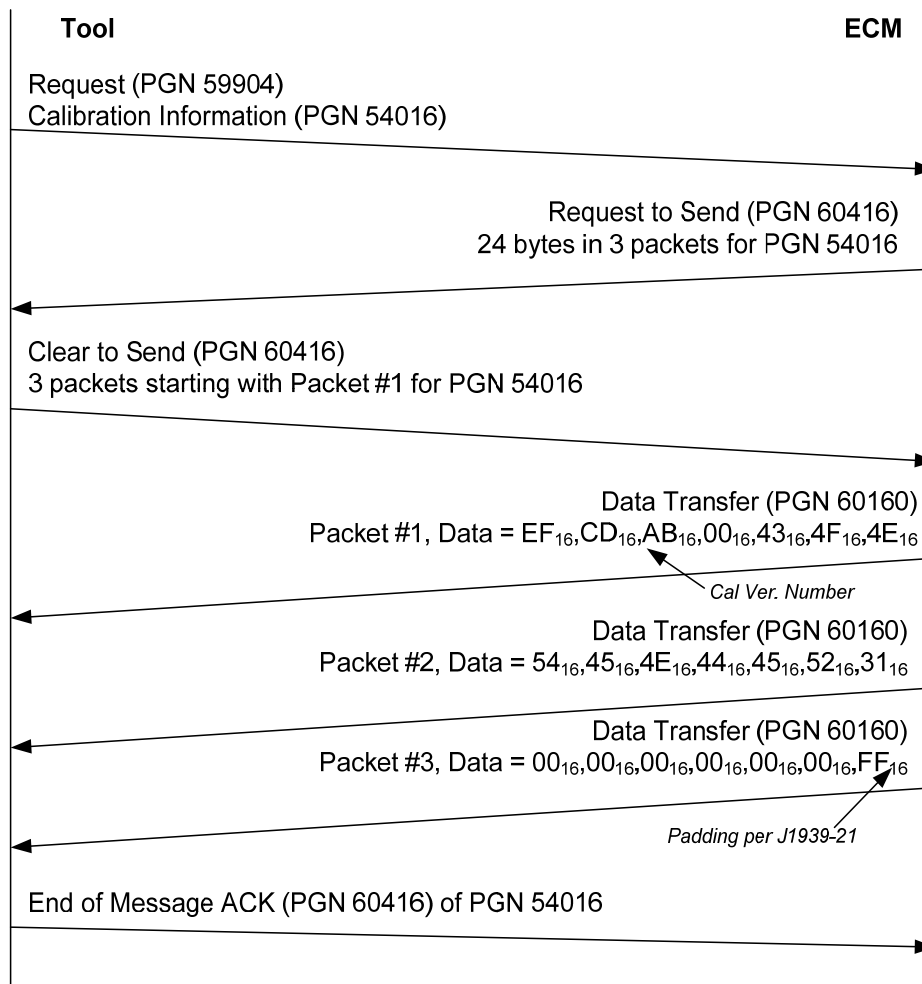 Tool
ECM
Request (PGN 59904)
Calibration Information (PGN 54016)
Request to Send (PGN 60416)
24 bytes in 3 packets for PGN 54016
Clear to Send (PGN 60416)
3 packets starting with Packet #1 for PGN 54016
Data Transfer (PGN 60160)
Packet #1, Data = EF₁₆,CD₁₆,AB₁₆,00₁₆,43₁₆,4F₁₆,4E₁₆
Cal Ver. Number
Data Transfer (PGN 60160)
Packet #2, Data = 54₁₆,45₁₆,4E₁₆,44₁₆,45₁₆,52₁₆,31₁₆
Data Transfer (PGN 60160)
Packet #3, Data = 00₁₆,00₁₆,00₁₆,00₁₆,00₁₆,00₁₆,FF₁₆
Padding per J1939-21
End of Message ACK (PGN 60416) of PGN 54016